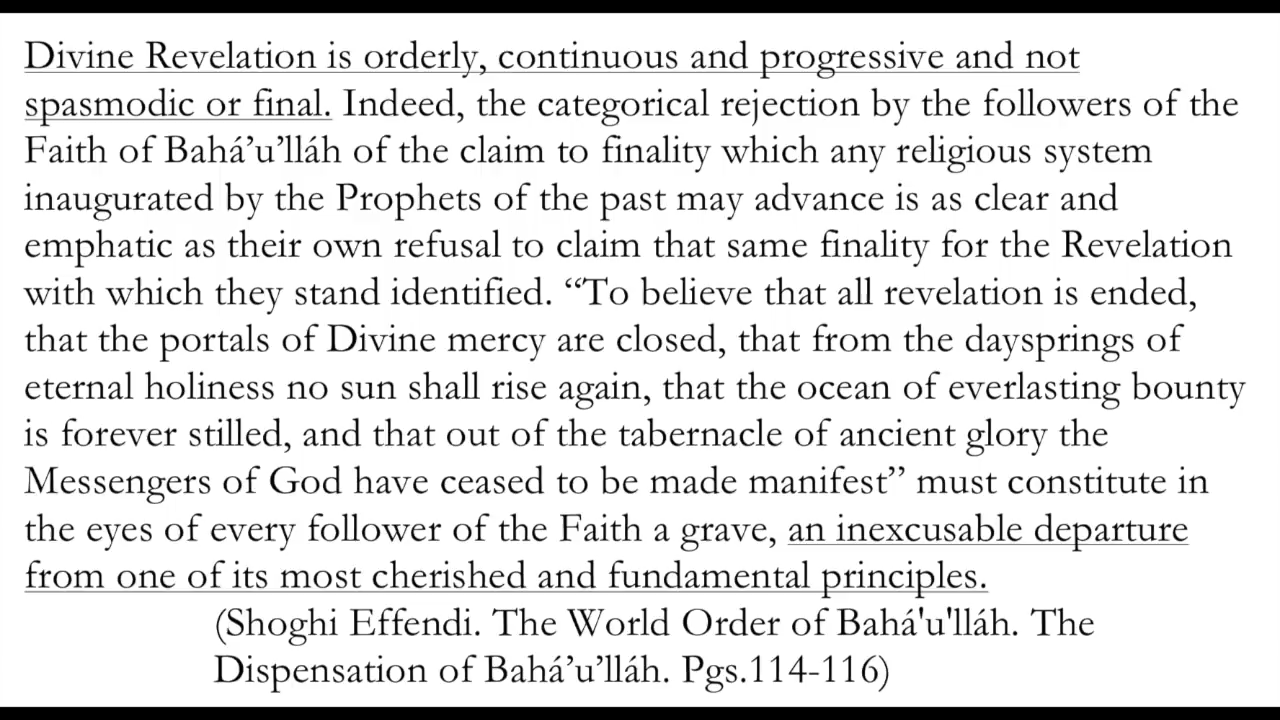 Divine Revelation is orderly, continuous and progressive and not
spasmodic or final. Indeed, the categorical rejection by the followers of the
Faith of Bahá’u’lláh of the claim to finality which any religious system
inaugurated by the Prophets of the past may advance is as clear and
emphatic as their own refusal to claim that same finality for the Revelation
with which they stand identified. “To believe that all revelation is ended,
that the portals of Divine mercy are closed, that from the daysprings of
eternal holiness no sun shall rise again, that the ocean of everlasting bounty
is forever stilled, and that out of the tabernacle of ancient glory the
Messengers of God have ceased to be made manifest” must constitute in
the eyes of every follower of the Faith a grave, an inexcusable departure
from one of its most cherished and fundamental principles.
(Shoghi Effendi. The World Order of Bahá'u'lláh. The
Dispensation of Bahá’u’lláh. Pgs.114-116)